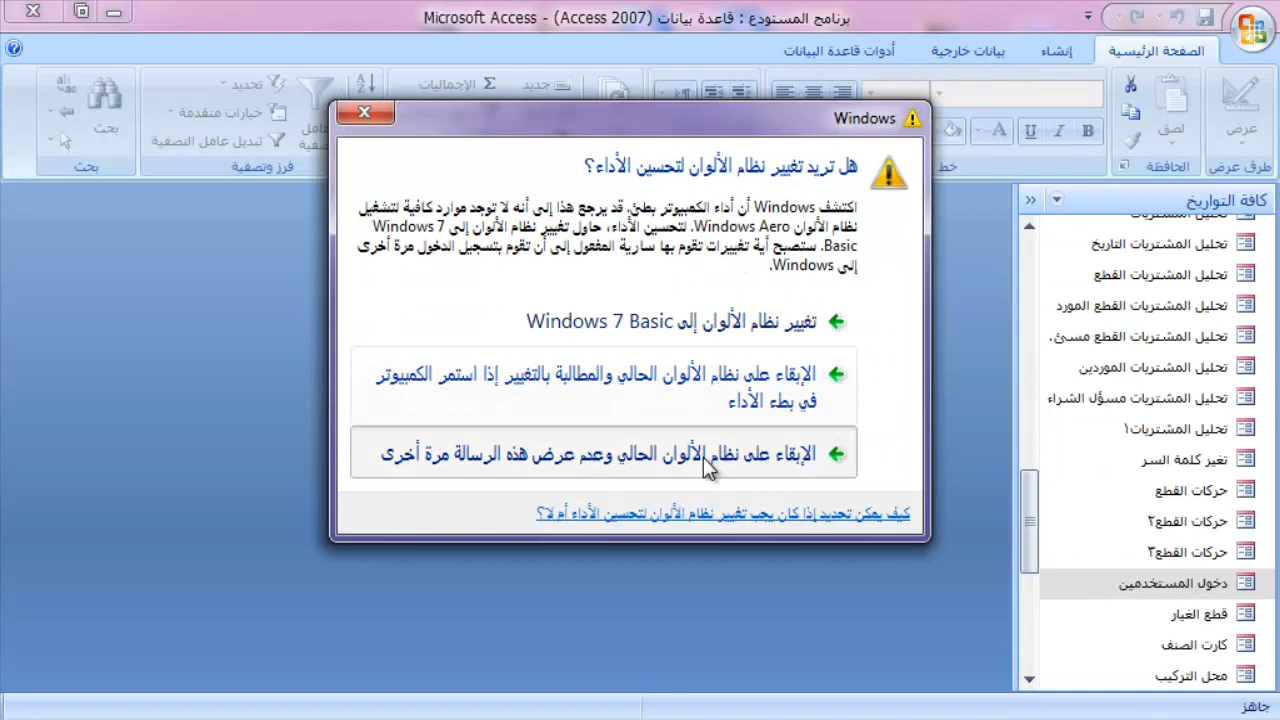 برنامج المستودع : قاعدة بيانات (Access 2007) - Microsoft Access
الصفحة الرئيسية
إنشاء
بيانات خارجية
أدوات قاعدة البيانات
عرض
طرق عرض
لصق
الحافظة
خط
جديد
الإجماليات
تحديد
خيارات متقدمة
تبديل عامل التصفية
فرز وتصفية
بحث
بحث
Windows
هل تريد تغيير نظام الألوان لتحسين الأداء؟
اكتشف Windows أن أداء الكمبيوتر بطئ. قد يرجع هذا إلى أنه لا توجد موارد كافية لتشغيل
نظام الألوان Windows Aero. لتحسين الأداء، حاول تغيير نظام الألوان إلى Windows 7
Basic. ستصبح أية تغييرات تقوم بها سارية المفعول إلى أن تقوم بتسجيل الدخول مرة أخرى
إلى Windows.
تغيير نظام الألوان إلى Windows 7 Basic
الإبقاء على نظام الألوان الحالي والمطالبة بالتغيير إذا استمر الكمبيوتر
في بطء الأداء
الإبقاء على نظام الألوان الحالي وعدم عرض هذه الرسالة مرة أخرى
كيف يمكن تحديد إذا كان يجب تغيير نظام الألوان لتحسين الأداء أم لا؟
كافة التواريخ
تحليل المشتريات التاريخ
تحليل المشتريات القطع
تحليل المشتريات القطع المورد
تحليل المشتريات القطع مسئ.
تحليل المشتريات الموردين
تحليل المشتريات مسؤل الشراء
تحليل المشتريات١
تغير كلمة السر
حركات القطع
حركات القطع٢
حركات القطع٣
دخول المستخدمين
قطع الغيار
كارت الصنف
محل التركيب
جاهز